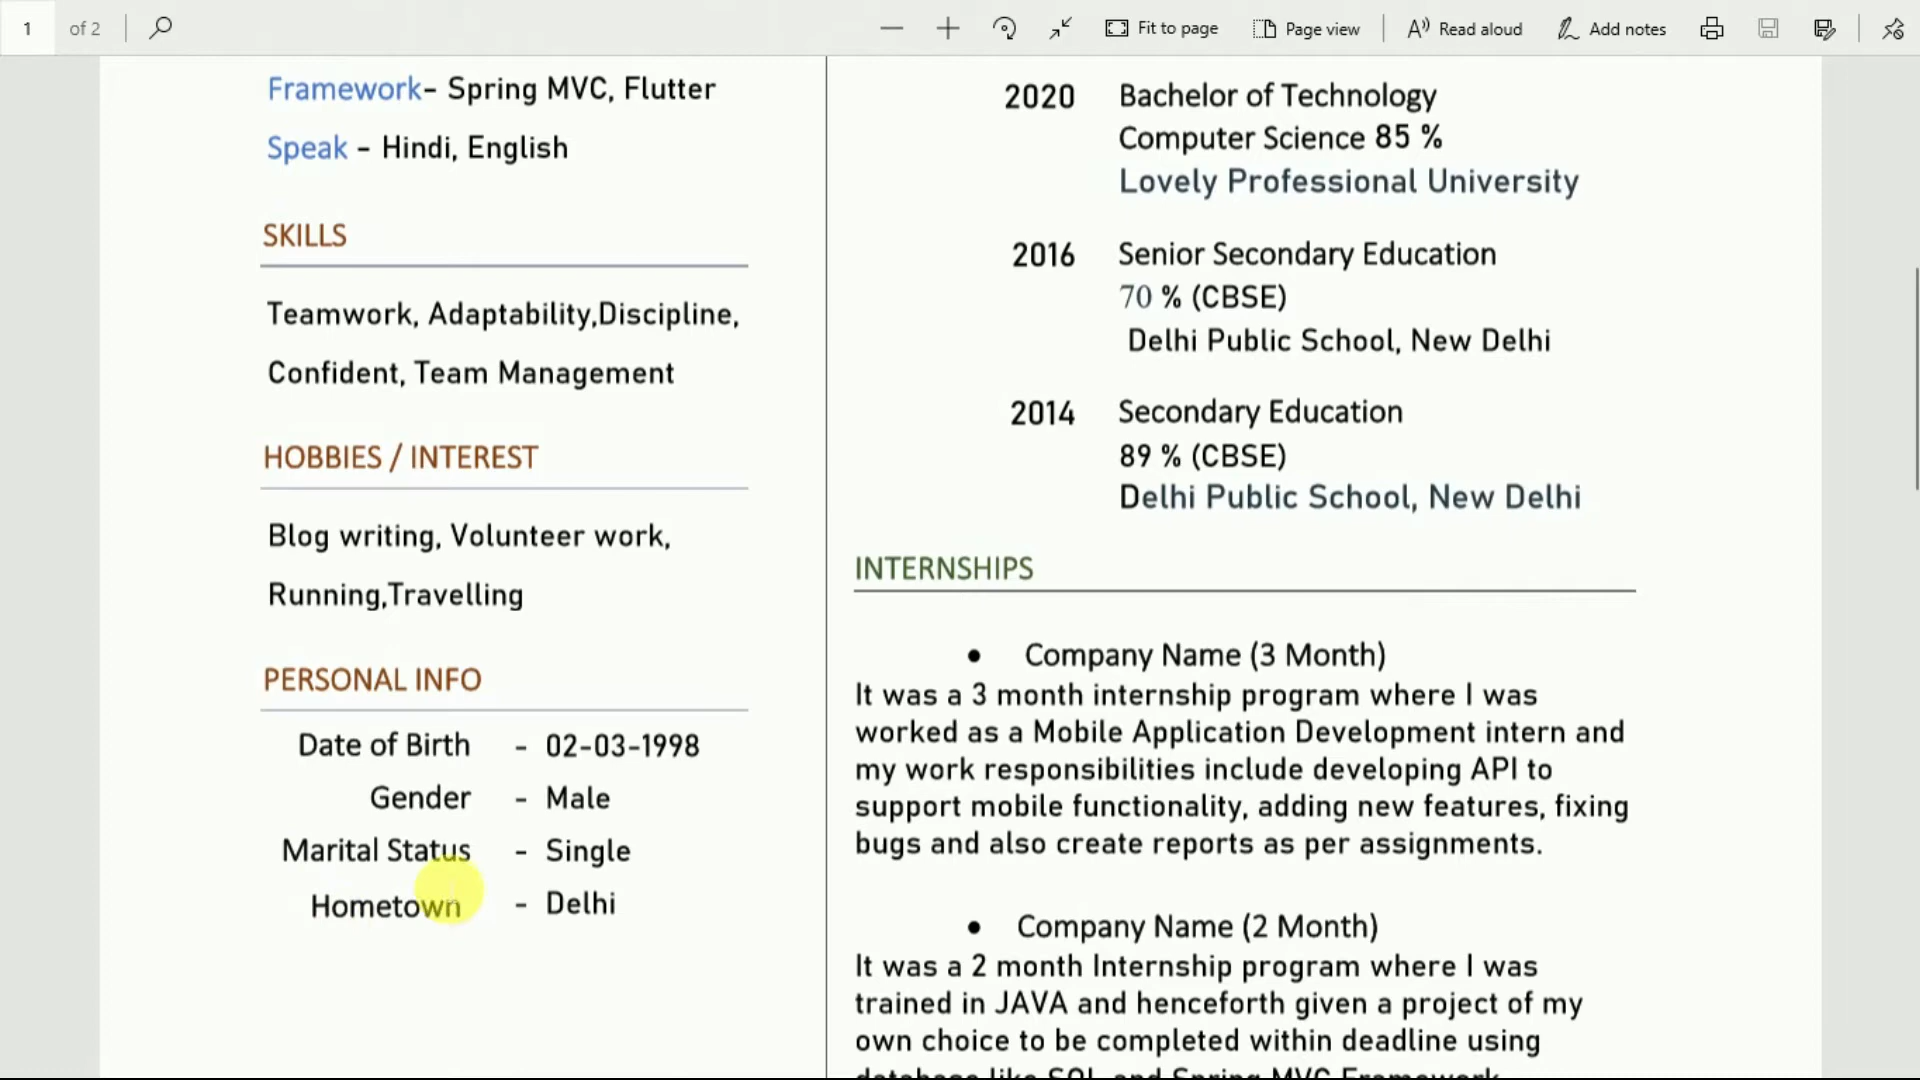 1 of 2 Fit to page Page view Read aloud Add notes
Framework- Spring MVC, Flutter
Speak - Hindi, English
SKILLS
Teamwork, Adaptability,Discipline,
Confident, Team Management
HOBBIES / INTEREST
Blog writing, Volunteer work,
Running,Travelling
PERSONAL INFO
Date of Birth - 02-03-1998
Gender - Male
Marital Status - Single
Hometown - Delhi
2020 Bachelor of Technology
Computer Science 85 %
Lovely Professional University
2016 Senior Secondary Education
70 % (CBSE)
Delhi Public School, New Delhi
2014 Secondary Education
89 % (CBSE)
Delhi Public School, New Delhi
INTERNSHIPS
• Company Name (3 Month)
It was a 3 month internship program where I was
worked as a Mobile Application Development intern and
my work responsibilities include developing API to
support mobile functionality, adding new features, fixing
bugs and also create reports as per assignments.
• Company Name (2 Month)
It was a 2 month Internship program where I was
trained in JAVA and henceforth given a project of my
own choice to be completed within deadline using
database like SQL and Spring MVC Framework